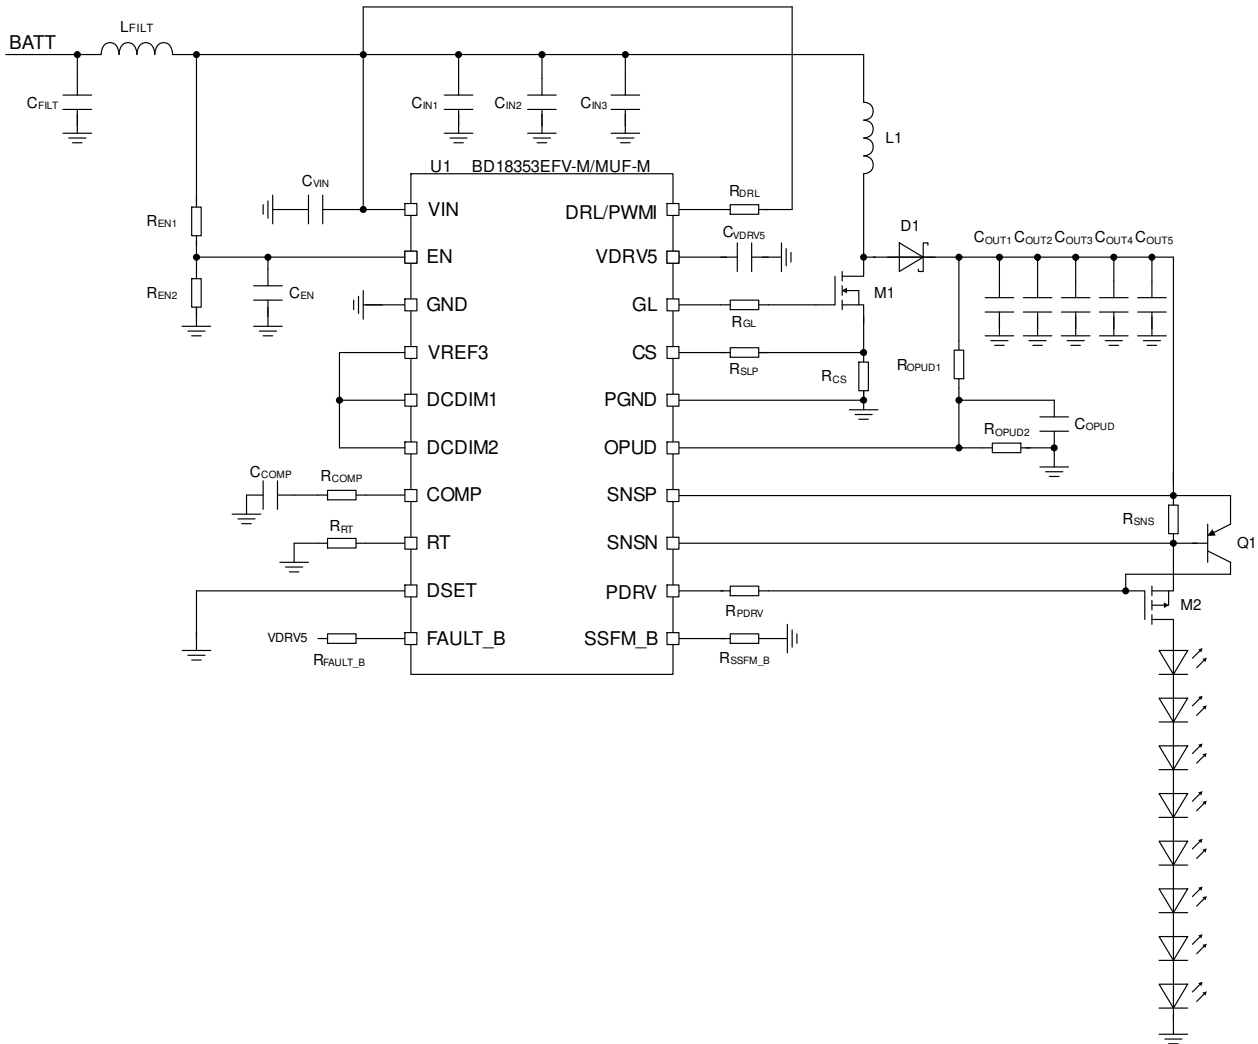 LFILT
BATT
CFILT
CIN1 CIN2 CIN3
L1
U1 BD18353EFV-M/MUF-M
CVIN
RDRL
REN1
VIN
DRL/PWMI
CVDRV5
D1
COUT1 COUT2 COUT3 COUT4 COUT5
EN
VDRV5
REN2
CEN
M1
GND
GL
RGL
VREF3
CS
RSLP
RCS
ROPUD1
DCDIM1
PGND
COPUD
ROPUD2
DCDIM2
OPUD
CCOMP
RCOMP
COMP
SNSP
RSNS
RRT
RT
SNSN
Q1
DSET
PDRV
RPDRV
M2
VDRV5
RFAULT_B
FAULT_B
SSFM_B
RSSFM_B